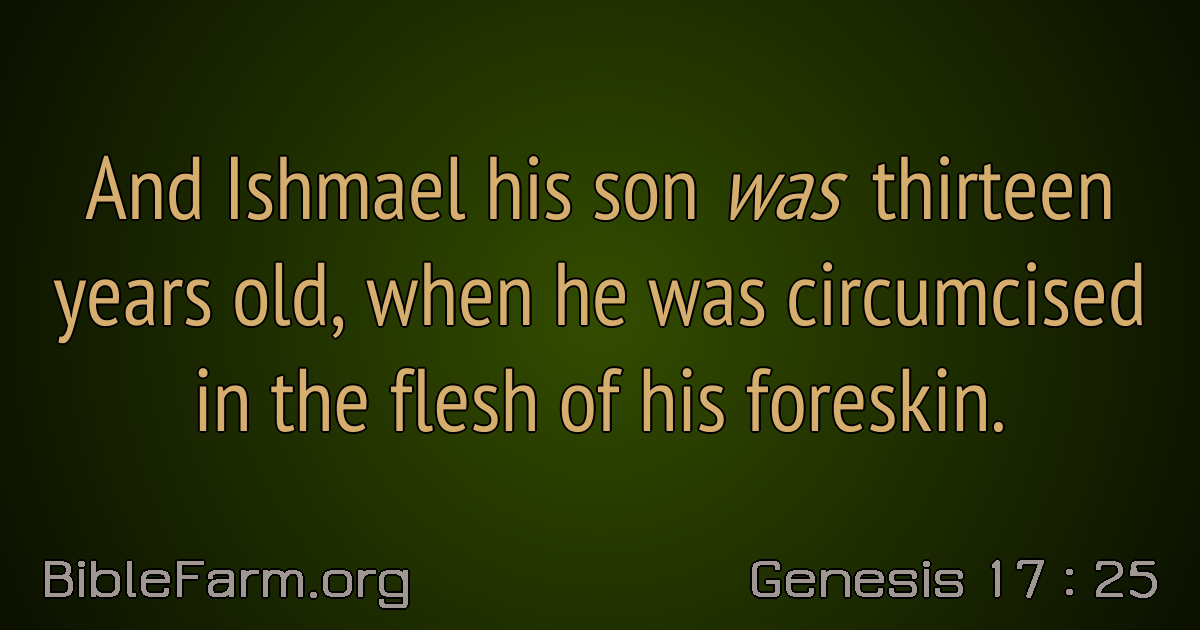 And Ishmael his son was thirteen
years old, when he was circumcised
in the flesh of his foreskin.
BibleFarm.org
Genesis 17 : 25